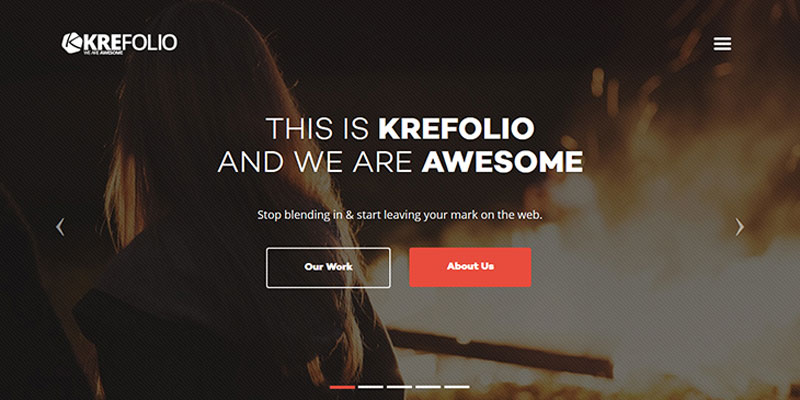 KREFOLIO
WE ARE AWESOME
THIS IS KREFOLIO
AND WE ARE AWESOME
Stop blending in & start leaving your mark on the web.
Our Work
About Us